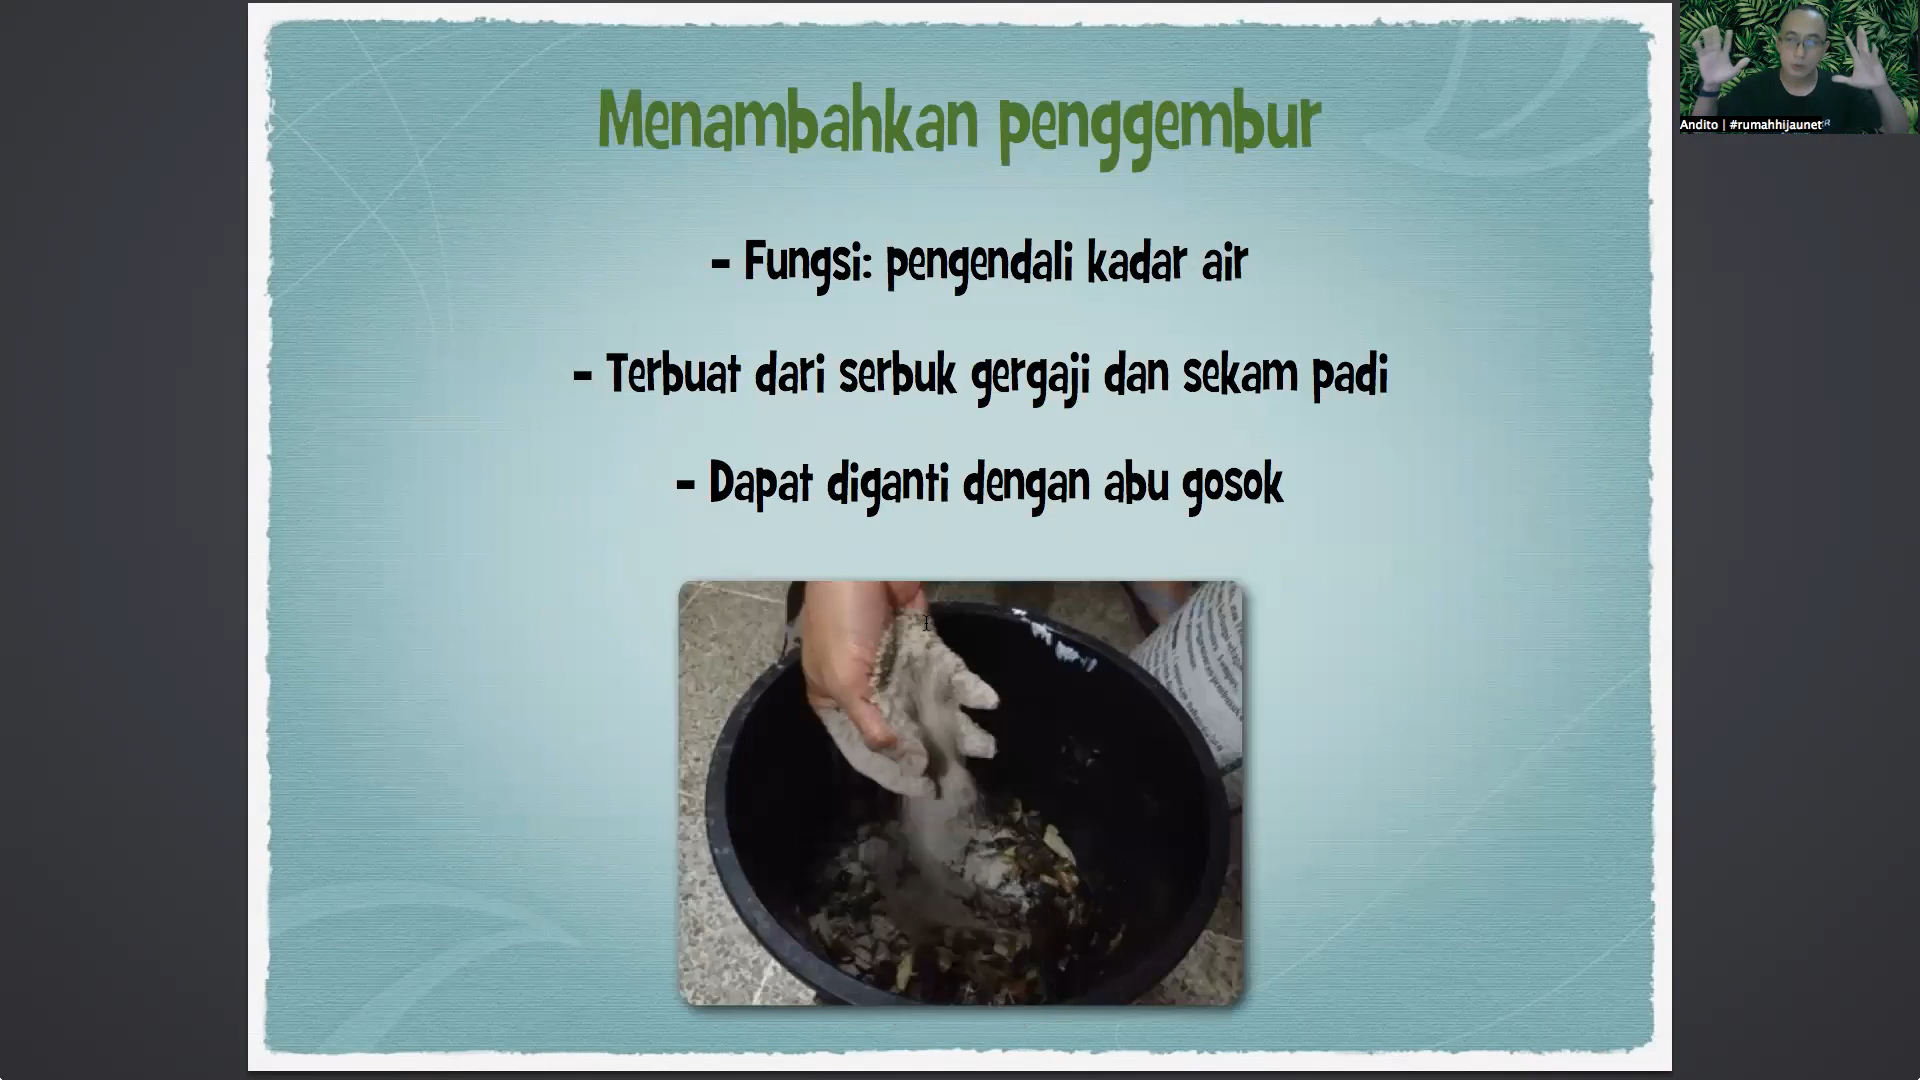 Menambahkan penggembur
- Fungsi: pengendali kadar air
- Terbuat dari serbuk gergaji dan sekam padi
- Dapat diganti dengan abu gosok
Andito | #rumahhijaunet